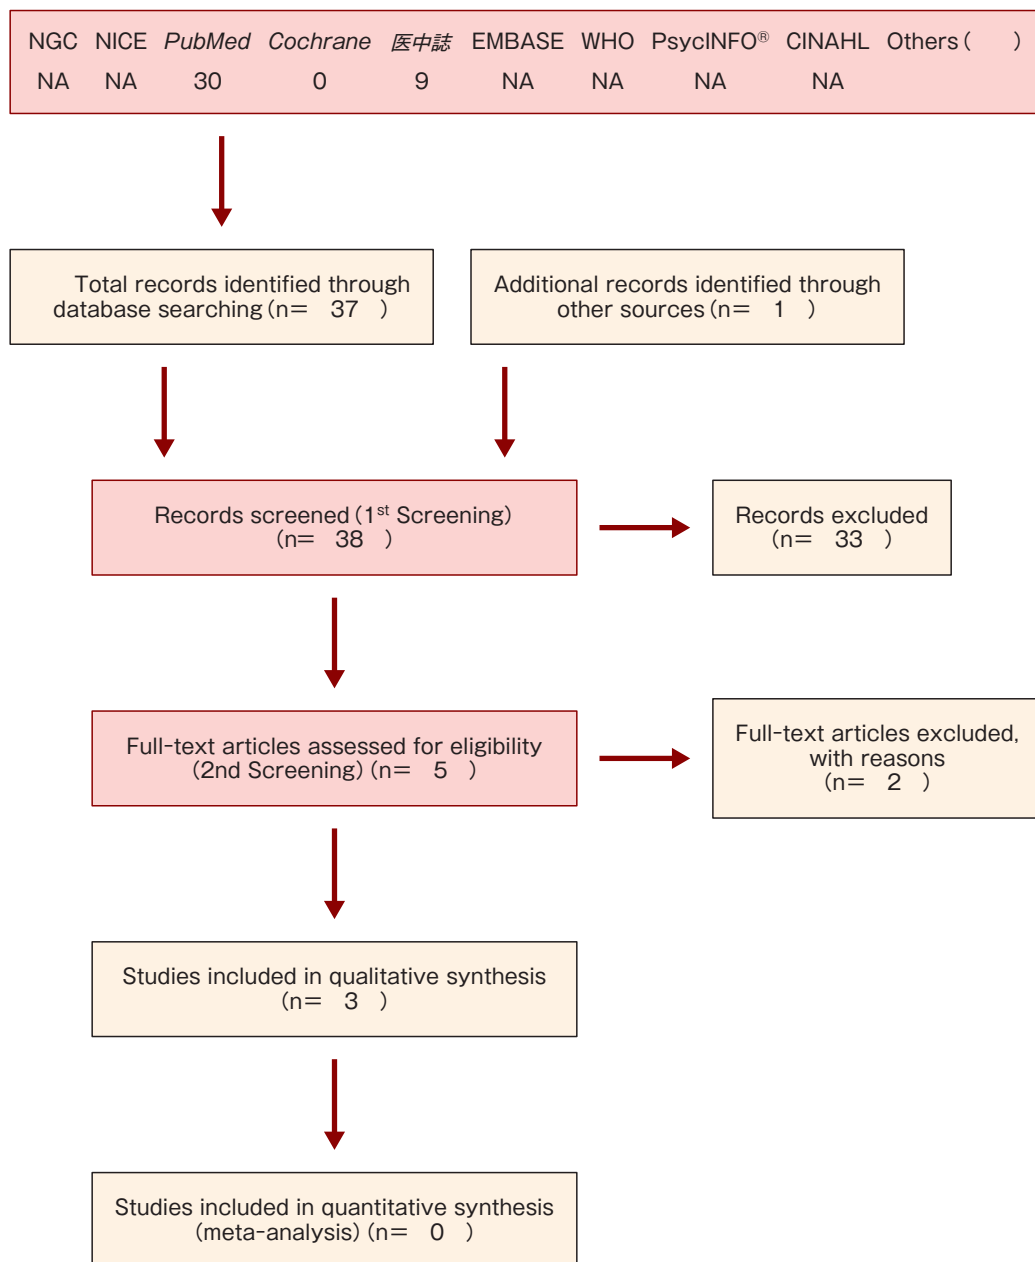 NGC NICE PubMed Cochrane 医中誌 EMBASE WHO PsycINFO® CINAHL Others (      )
NA NA 30 0 9 NA NA NA NA
Total records identified through
database searching (n= 37 )
Additional records identified through
other sources (n= 1 )
Records screened (1st Screening)
(n= 38 )
Records excluded
(n= 33 )
Full-text articles assessed for eligibility
(2nd Screening) (n= 5 )
Full-text articles excluded,
with reasons
(n= 2 )
Studies included in qualitative synthesis
(n= 3 )
Studies included in quantitative synthesis
(meta-analysis) (n= 0 )